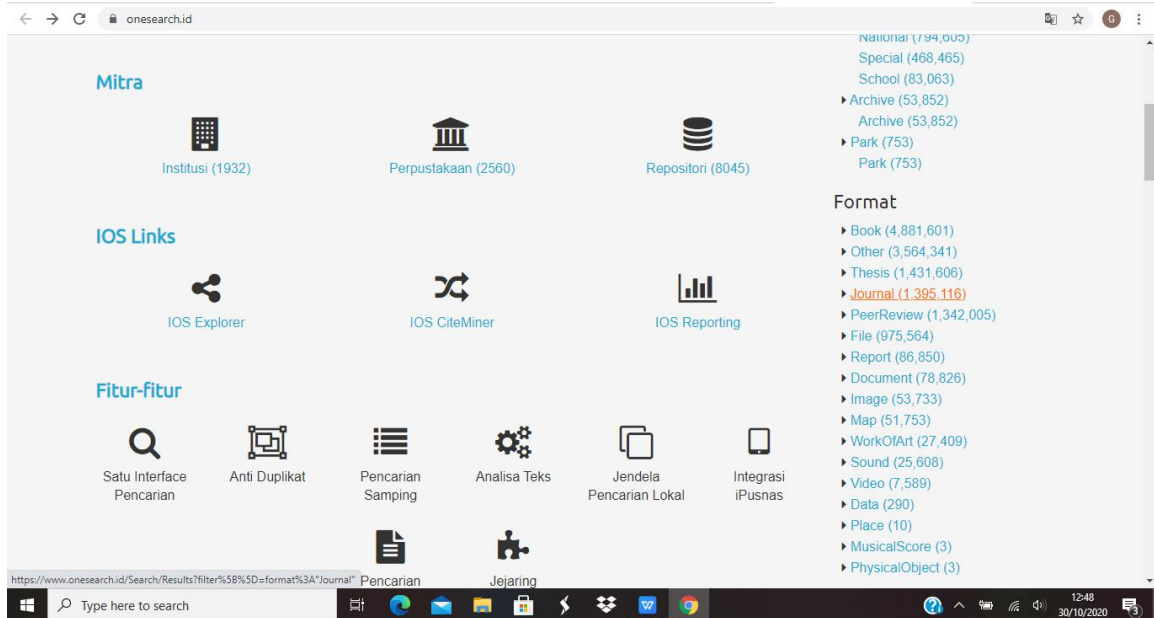 onesearch.id
G
Mitra
Institusi (1932)
Perpustakaan (2560)
Repositori (8045)
IOS Links
IOS Explorer
IOS CiteMiner
IOS Reporting
Fitur-fitur
Satu Interface
Pencarian
Anti Duplikat
Pencarian
Samping
Analisa Teks
Jendela
Pencarian Lokal
Integrasi
iPusnas
Pencarian
Jejaring
National (794,605)
Special (468,465)
School (83,063)
Archive (53,852)
Archive (53,852)
Park (753)
Park (753)
Format
Book (4,881,601)
Other (3,564,341)
Thesis (1,431,606)
Journal (1,395,116)
PeerReview (1,342,005)
File (975,564)
Report (86,850)
Document (78,826)
Image (53,733)
Map (51,753)
WorkOfArt (27,409)
Sound (25,608)
Video (7,589)
Data (290)
Place (10)
MusicalScore (3)
PhysicalObject (3)
https://www.onesearch.id/Search/Results?filter%5B%5D=format%3A"Journal"
Type here to search
12:48
30/10/2020
3